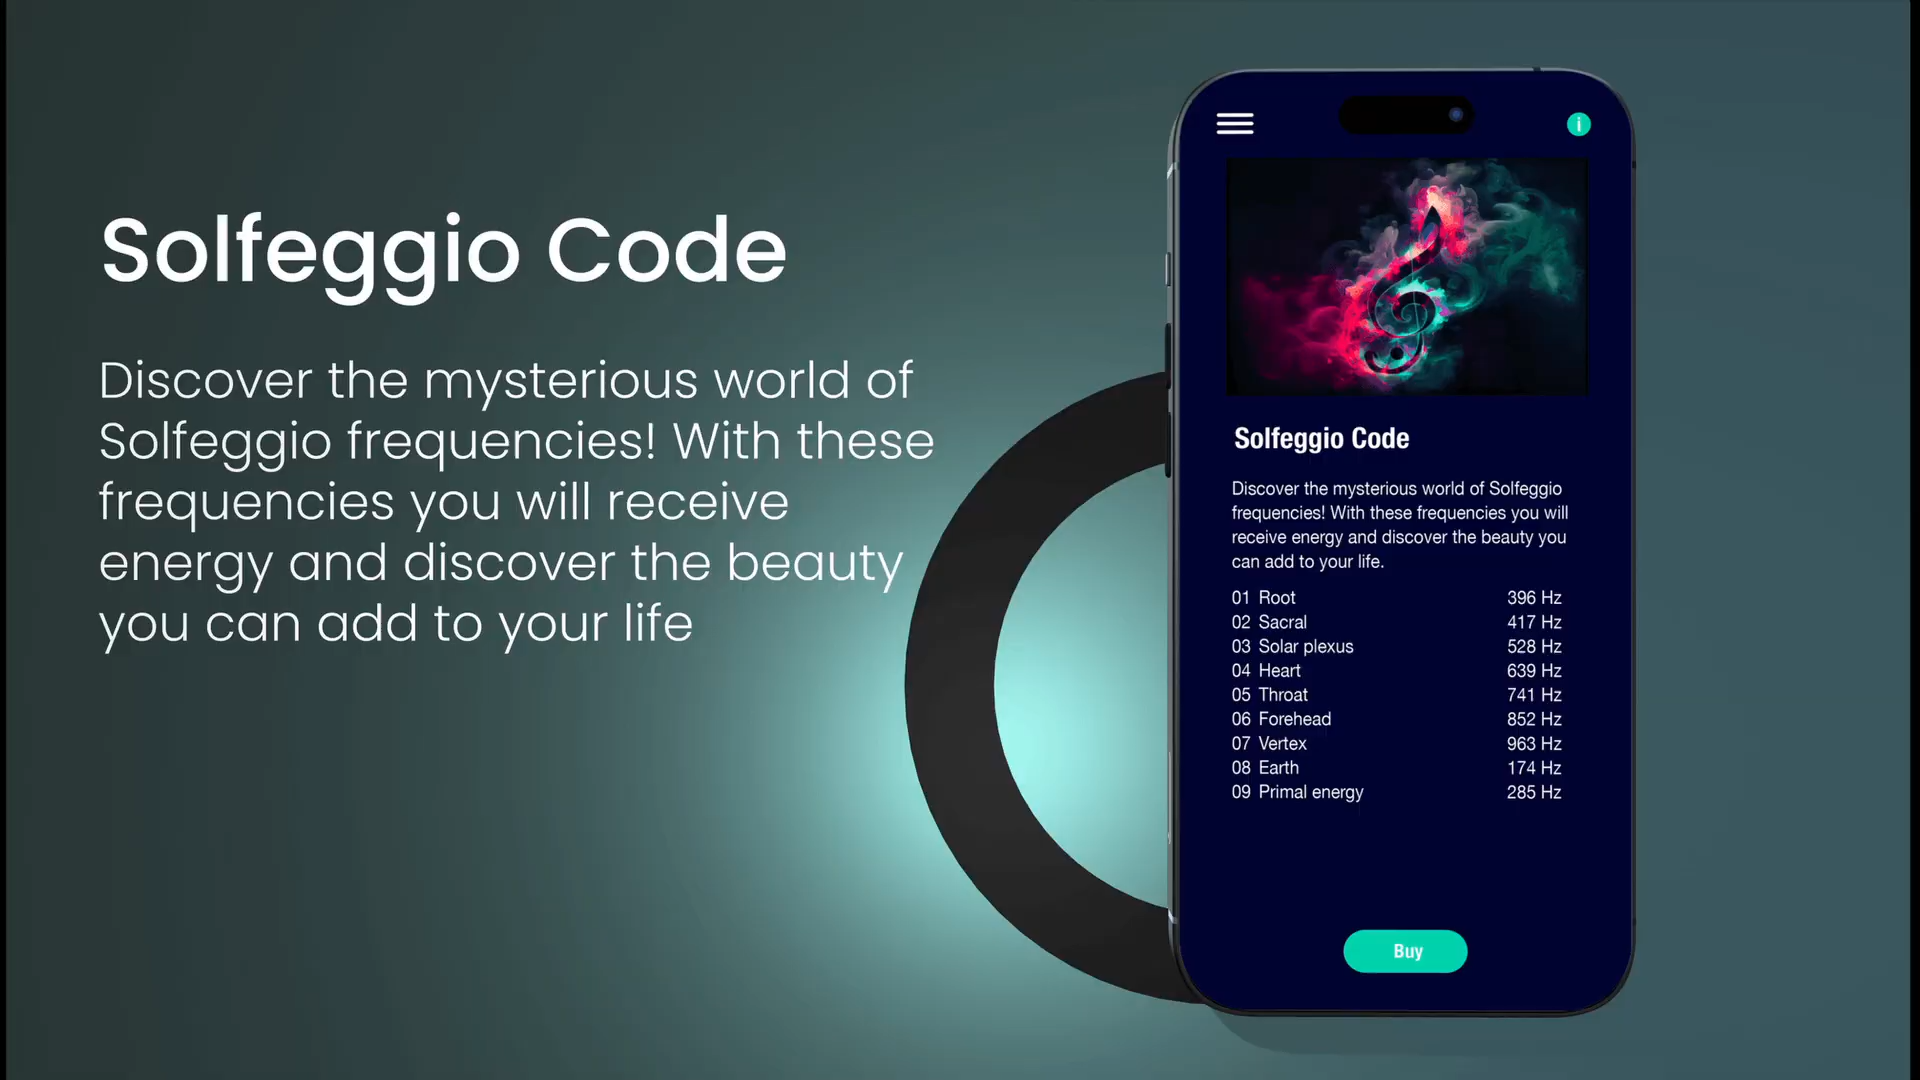 Solfeggio Code
Discover the mysterious world of
Solfeggio frequencies! With these
frequencies you will receive
energy and discover the beauty
you can add to your life
i
Solfeggio Code
Discover the mysterious world of Solfeggio
frequencies! With these frequencies you will
receive energy and discover the beauty you
can add to your life.
01 Root 396 Hz
02 Sacral 417 Hz
03 Solar plexus 528 Hz
04 Heart 639 Hz
05 Throat 741 Hz
06 Forehead 852 Hz
07 Vertex 963 Hz
08 Earth 174 Hz
09 Primal energy 285 Hz
Buy